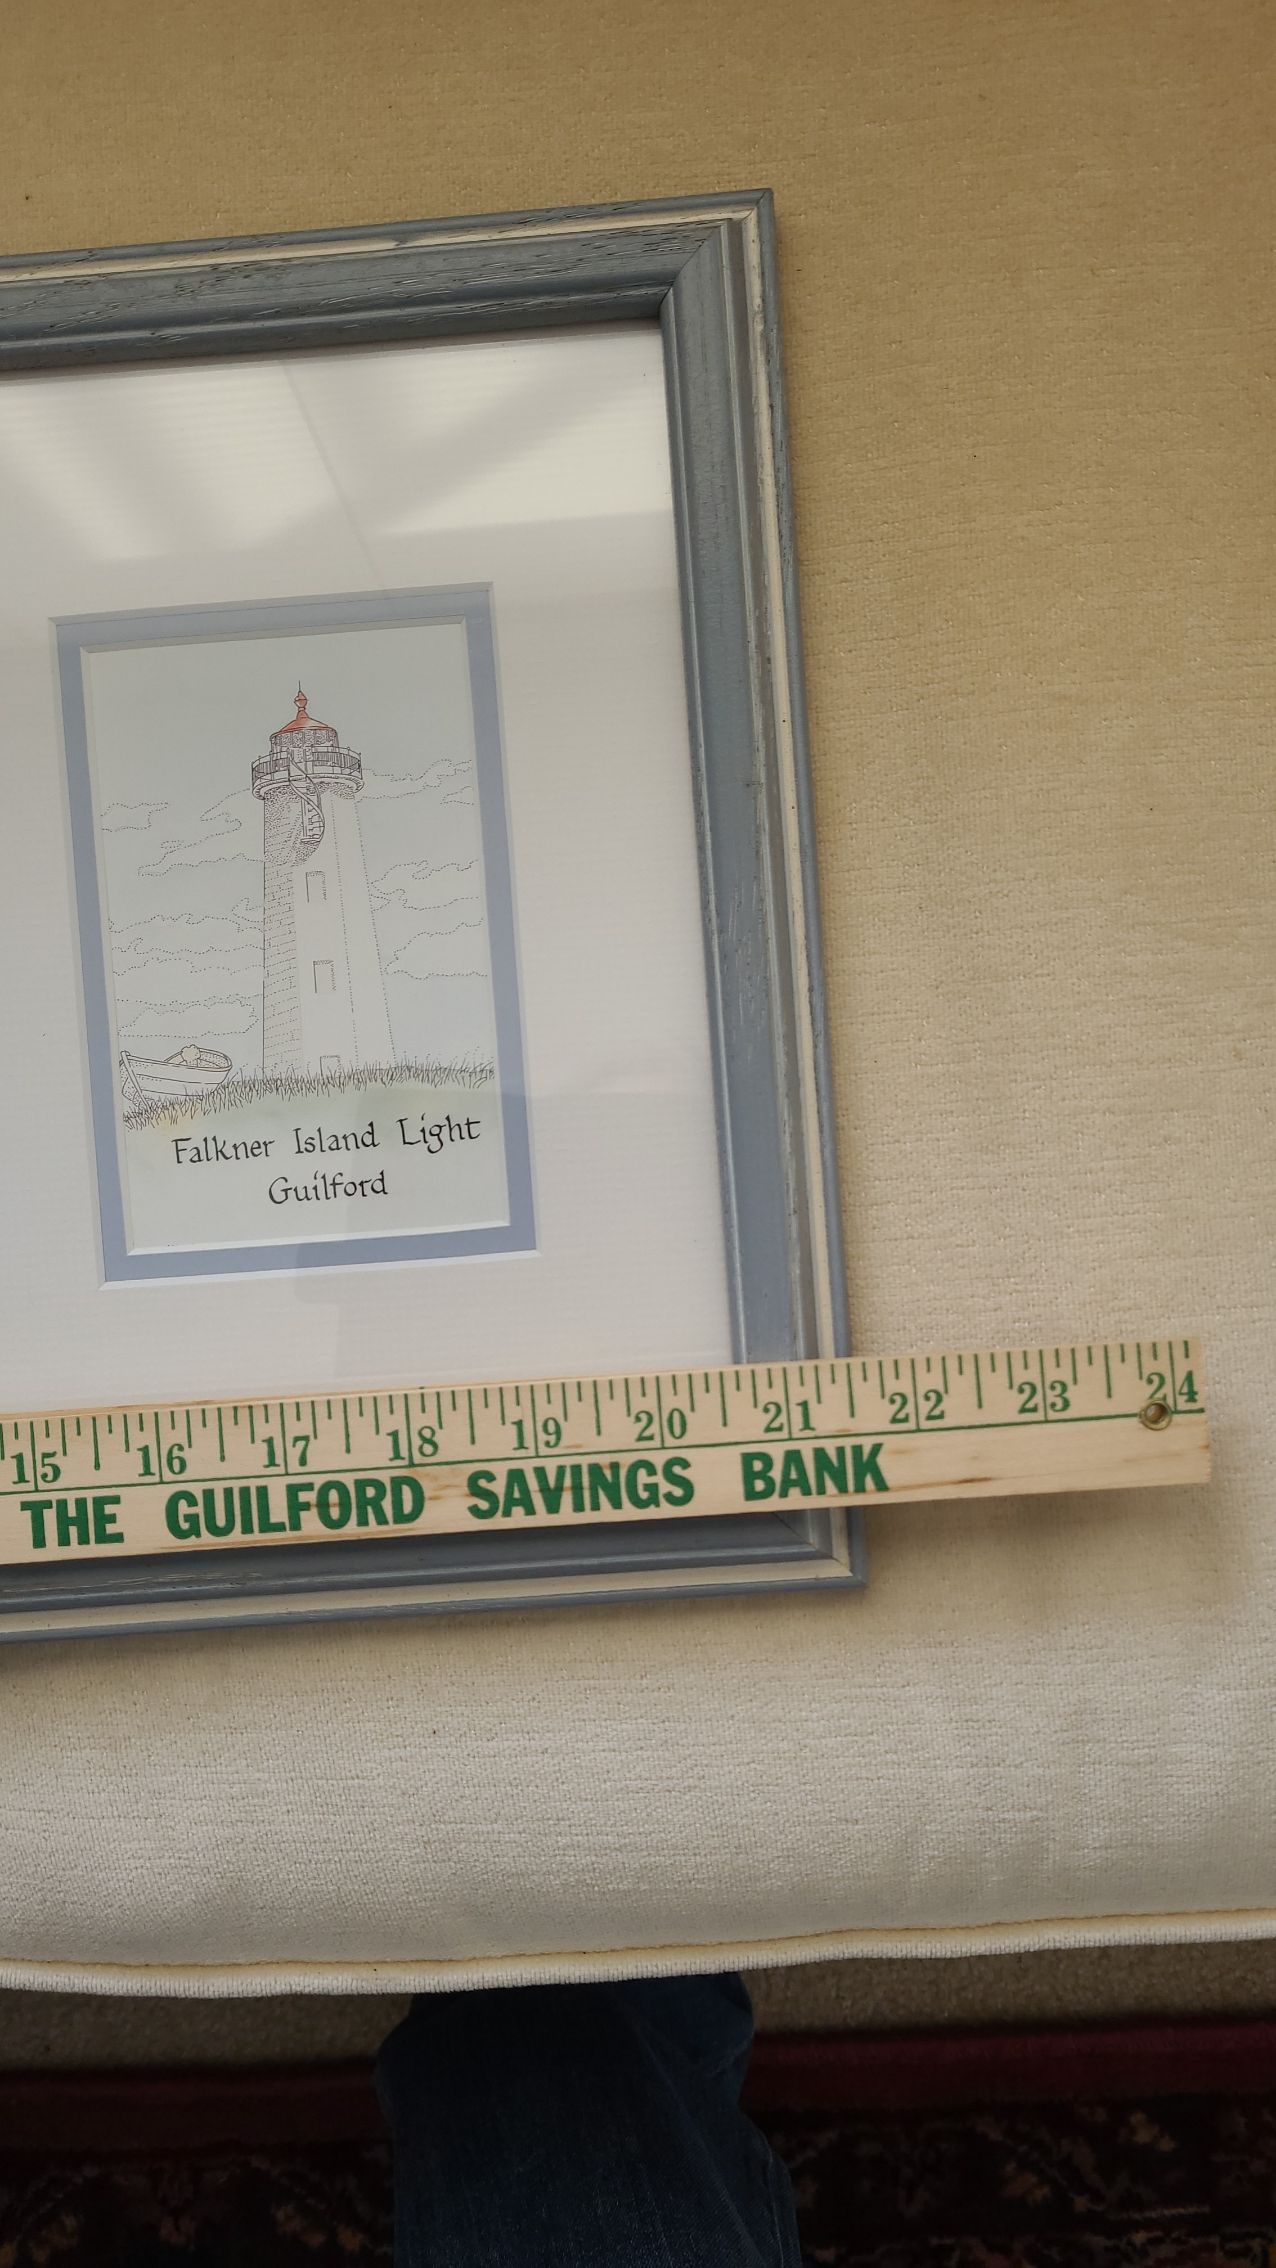 Falkner Island Light
Guilford
15 16 17 18 19 20 21 22 23 24
THE GUILFORD SAVINGS BANK